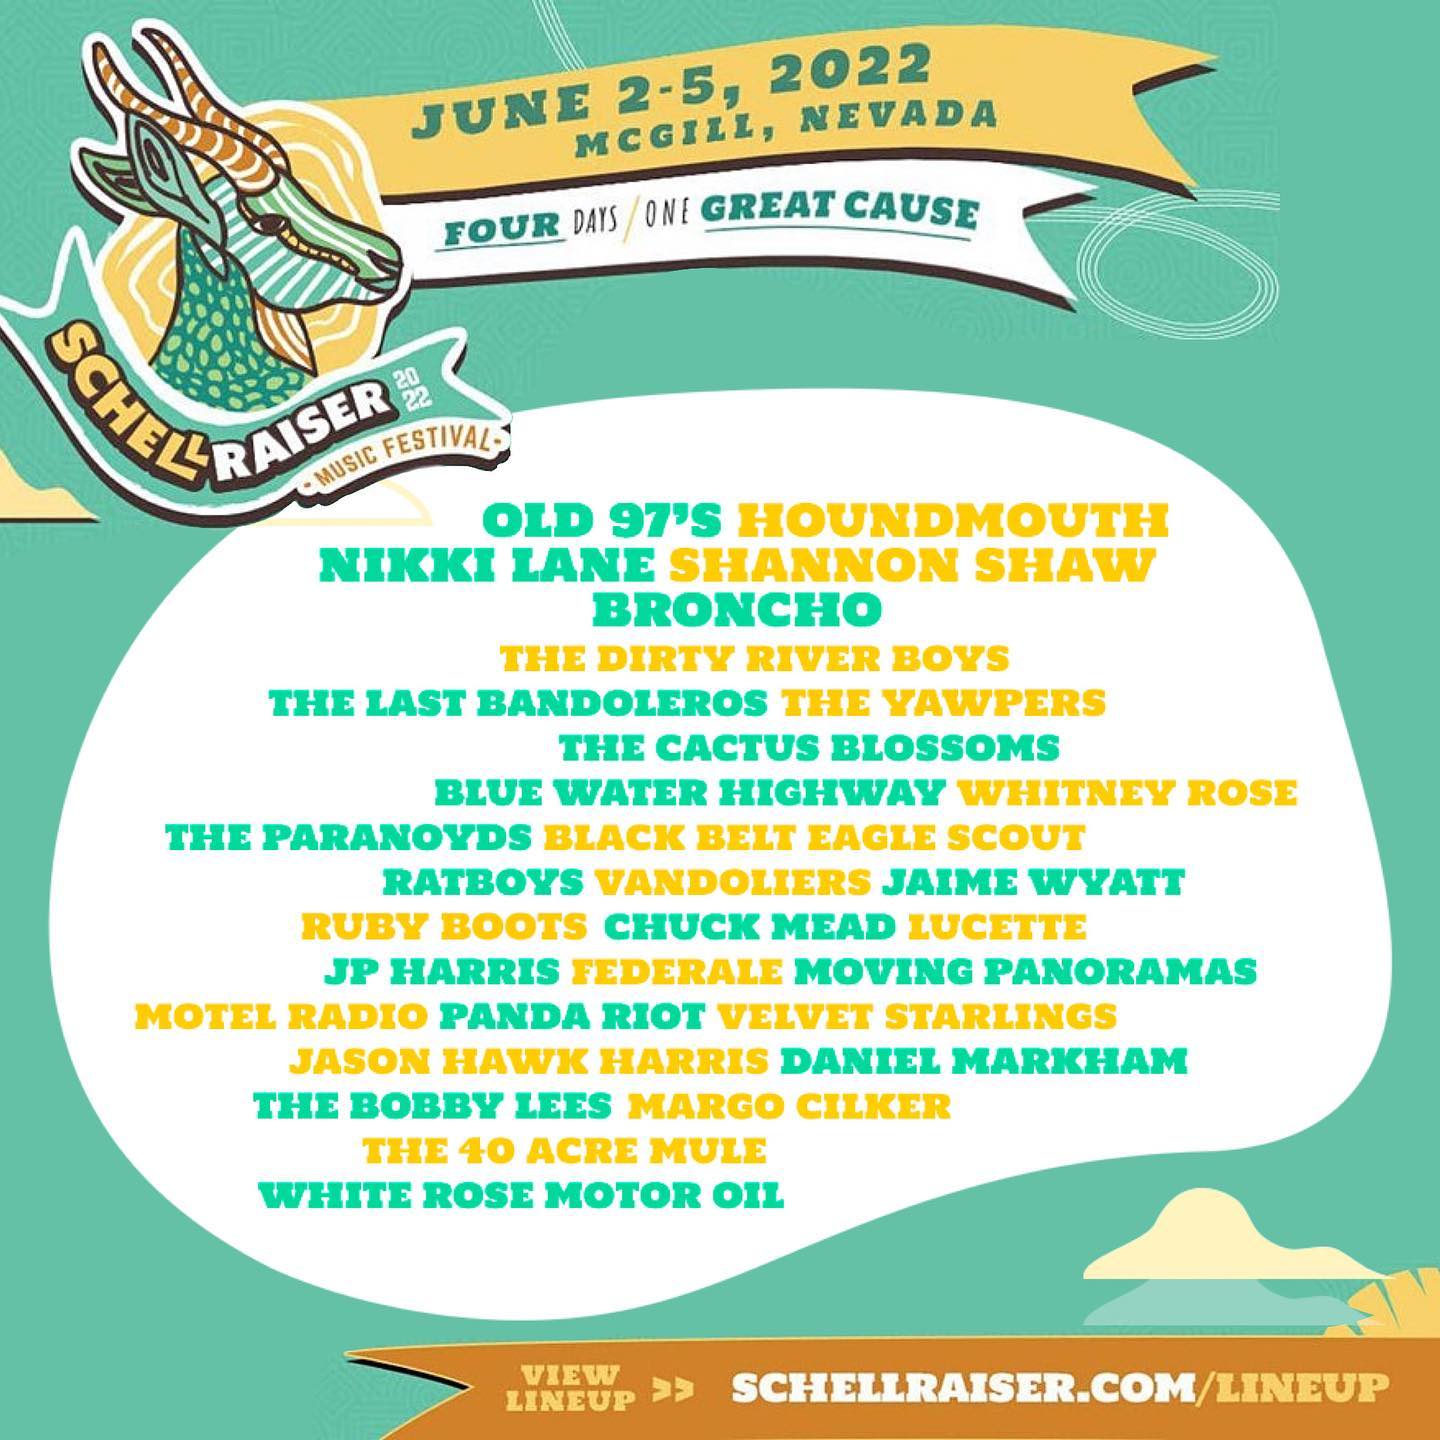 JUNE 2-5, 2022
MCGILL, NEVADA
FOUR DAYS/ONE GREAT CAUSE
SCHELLRAISER 2022
·MUSIC FESTIVAL·
OLD 97'S HOUNDMOUTH
NIKKI LANE SHANNON SHAW
BRONCHO
THE DIRTY RIVER BOYS
THE LAST BANDOLEROS THE YAWPERS
THE CACTUS BLOSSOMS
BLUE WATER HIGHWAY WHITNEY ROSE
THE PARANOYDS BLACK BELT EAGLE SCOUT
RATBOYS VANDOLIERS JAIME WYATT
RUBY BOOTS CHUCK MEAD LUCETTE
JP HARRIS FEDERALE MOVING PANORAMAS
MOTEL RADIO PANDA RIOT VELVET STARLINGS
JASON HAWK HARRIS DANIEL MARKHAM
THE BOBBY LEES MARGO CILKER
THE 40 ACRE MULE
WHITE ROSE MOTOR OIL
VIEW LINEUP >> SCHELLRAISER.COM/LINEUP